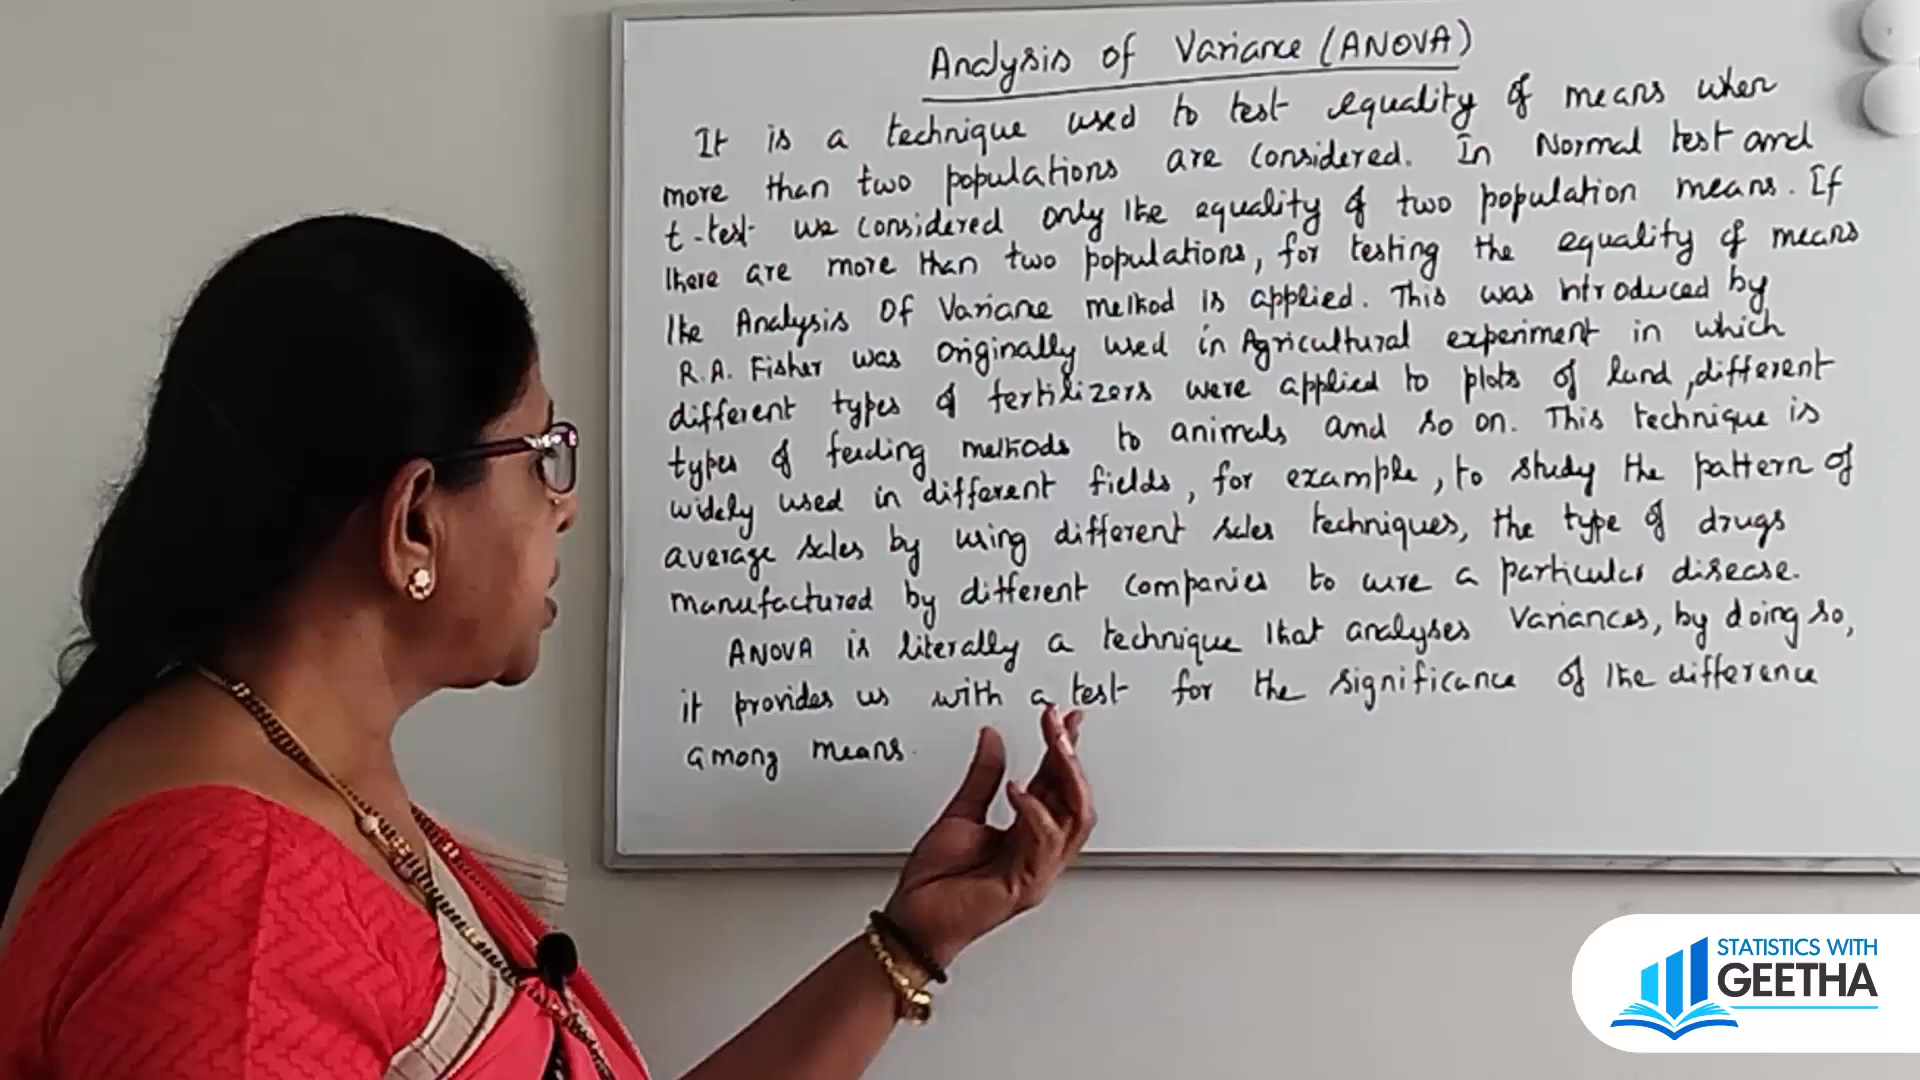 Analysis of Variance (ANOVA)
It is a technique used to test equality of means when
more than two populations are considered. In Normal test and
t-test we considered only the equality of two population means. If
there are more than two populations, for testing the equality of means
the Analysis Of Variance method is applied. This was introduced by
R.A. Fisher was originally used in Agricultural experiment in which
different types of fertilizers were applied to plots of land, different
types of feeding methods to animals and so on. This technique is
widely used in different fields, for example, to study the pattern of
average sales by using different sales techniques, the type of drugs
manufactured by different companies to cure a particular disease.
ANOVA is literally a technique that analyses variances, by doing so,
it provides us with a test for the significance of the difference
among means.
STATISTICS WITH
GEETHA